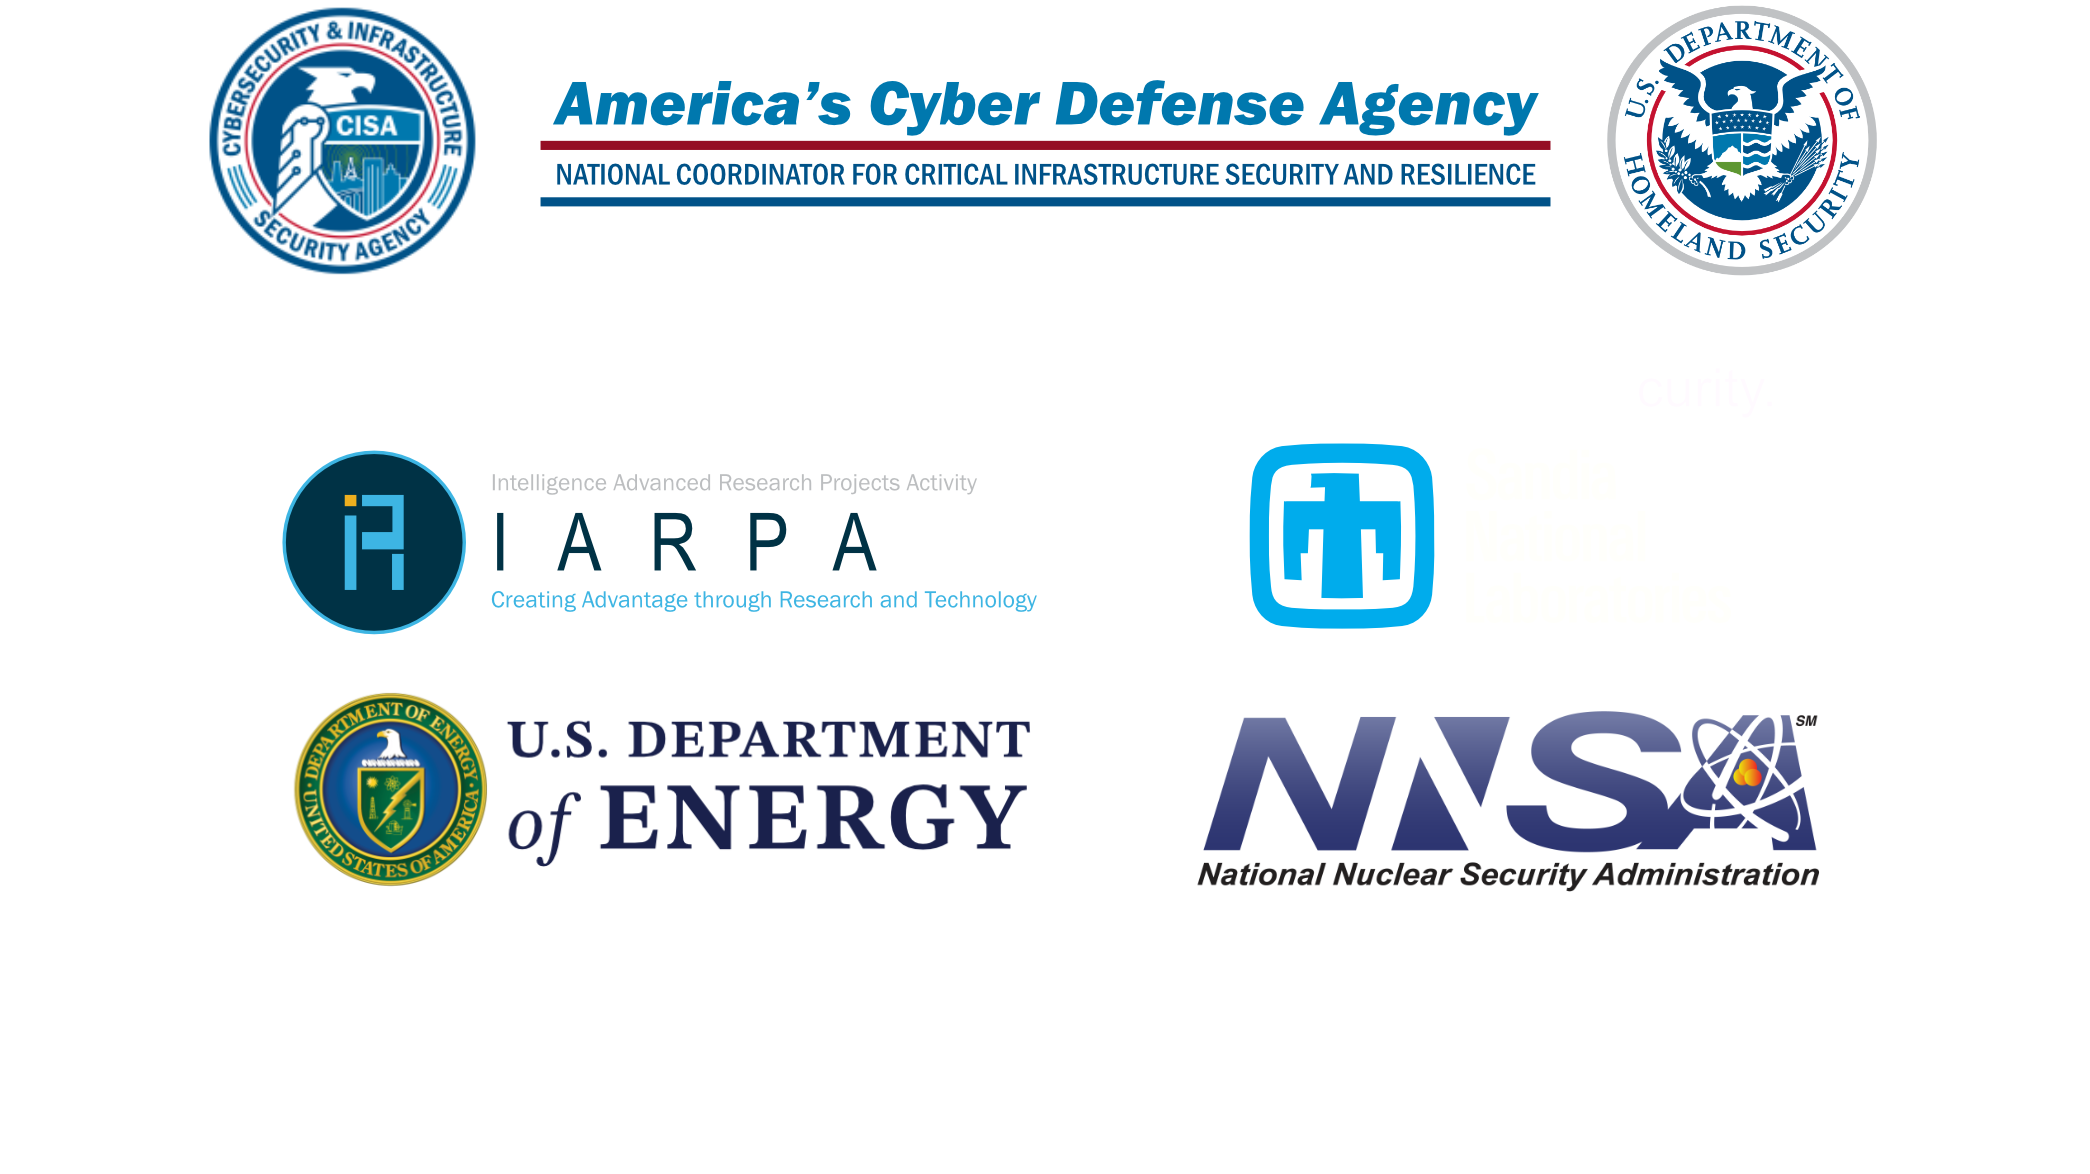 CYBERSECURITY & INFRASTRUCTURE
SECURITY AGENCY
CISA
America's Cyber Defense Agency
NATIONAL COORDINATOR FOR CRITICAL INFRASTRUCTURE SECURITY AND RESILIENCE
U.S. DEPARTMENT OF
HOMELAND SECURITY
curity.
Intelligence Advanced Research Projects Activity
IARPA
Creating Advantage through Research and Technology
DEPARTMENT OF ENERGY
UNITED STATES OF AMERICA
U.S. DEPARTMENT
of ENERGY
NNSA SM
National Nuclear Security Administration